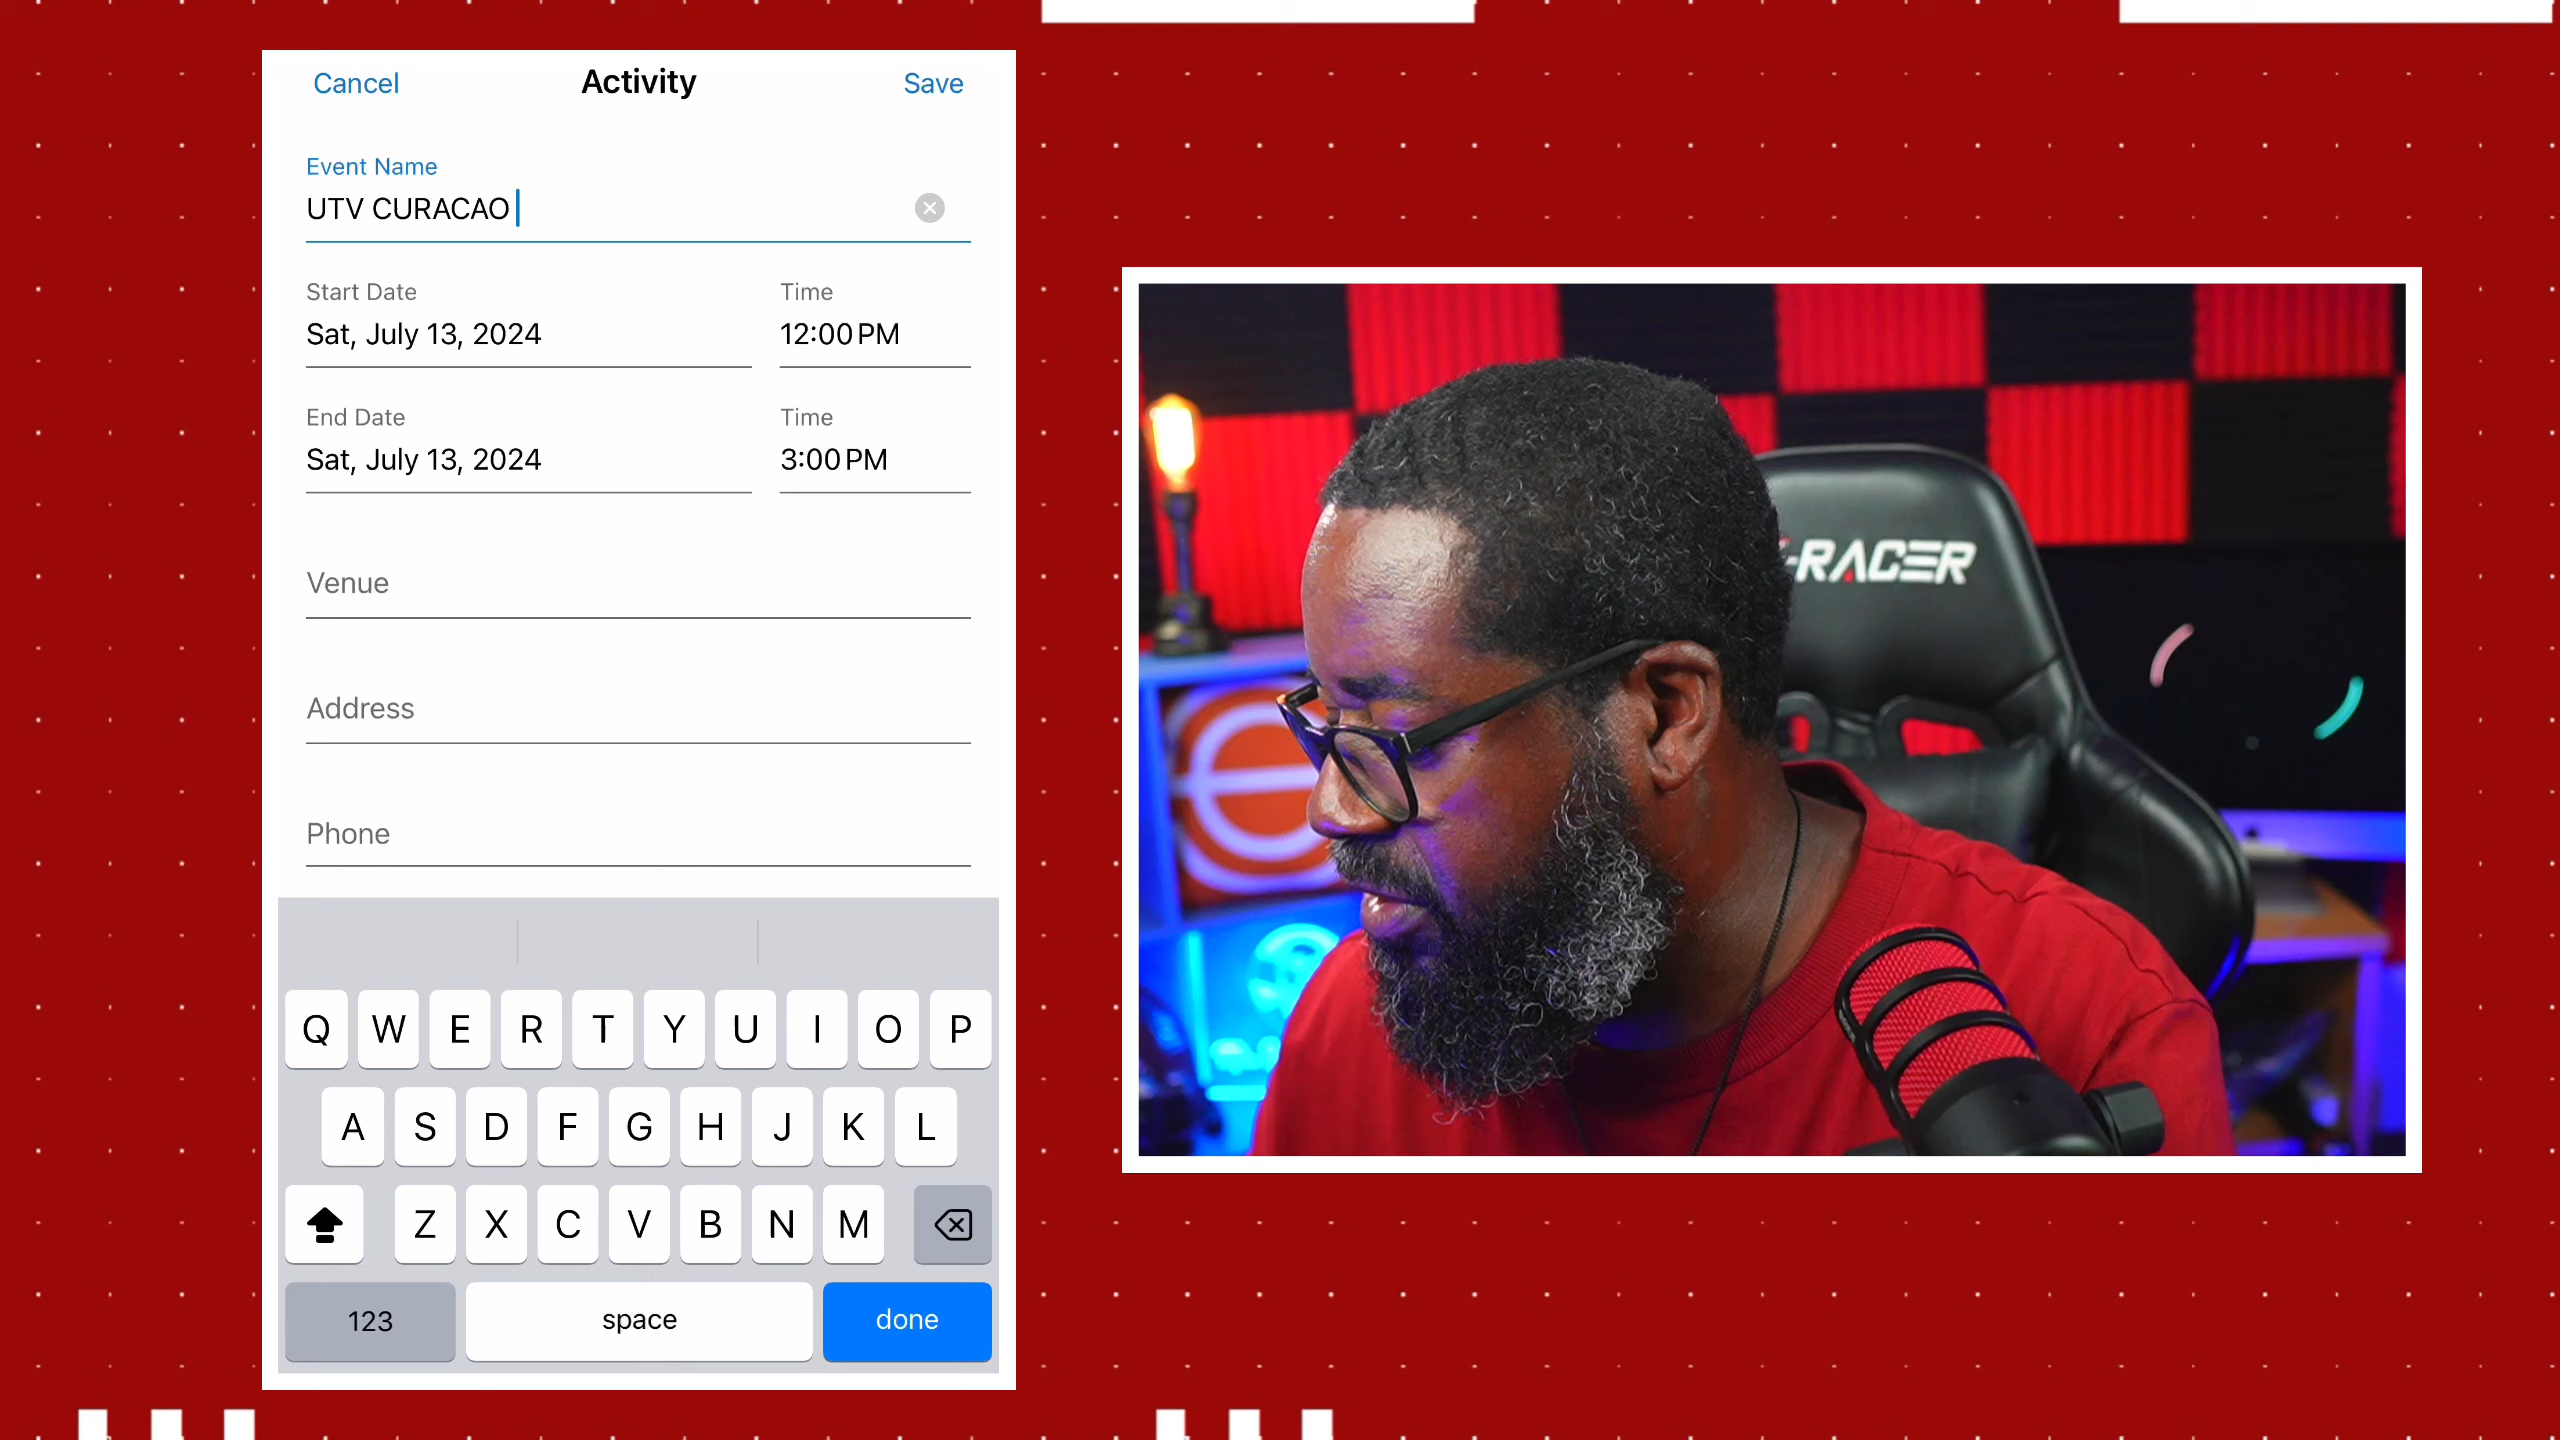 Cancel Activity Save
Event Name
UTV CURACAO
Start Date Time
Sat, July 13, 2024 12:00 PM
End Date Time
Sat, July 13, 2024 3:00 PM
Venue
Address
Phone
Q W E R T Y U I O P
A S D F G H J K L
Z X C V B N M
123 space done
-RACER